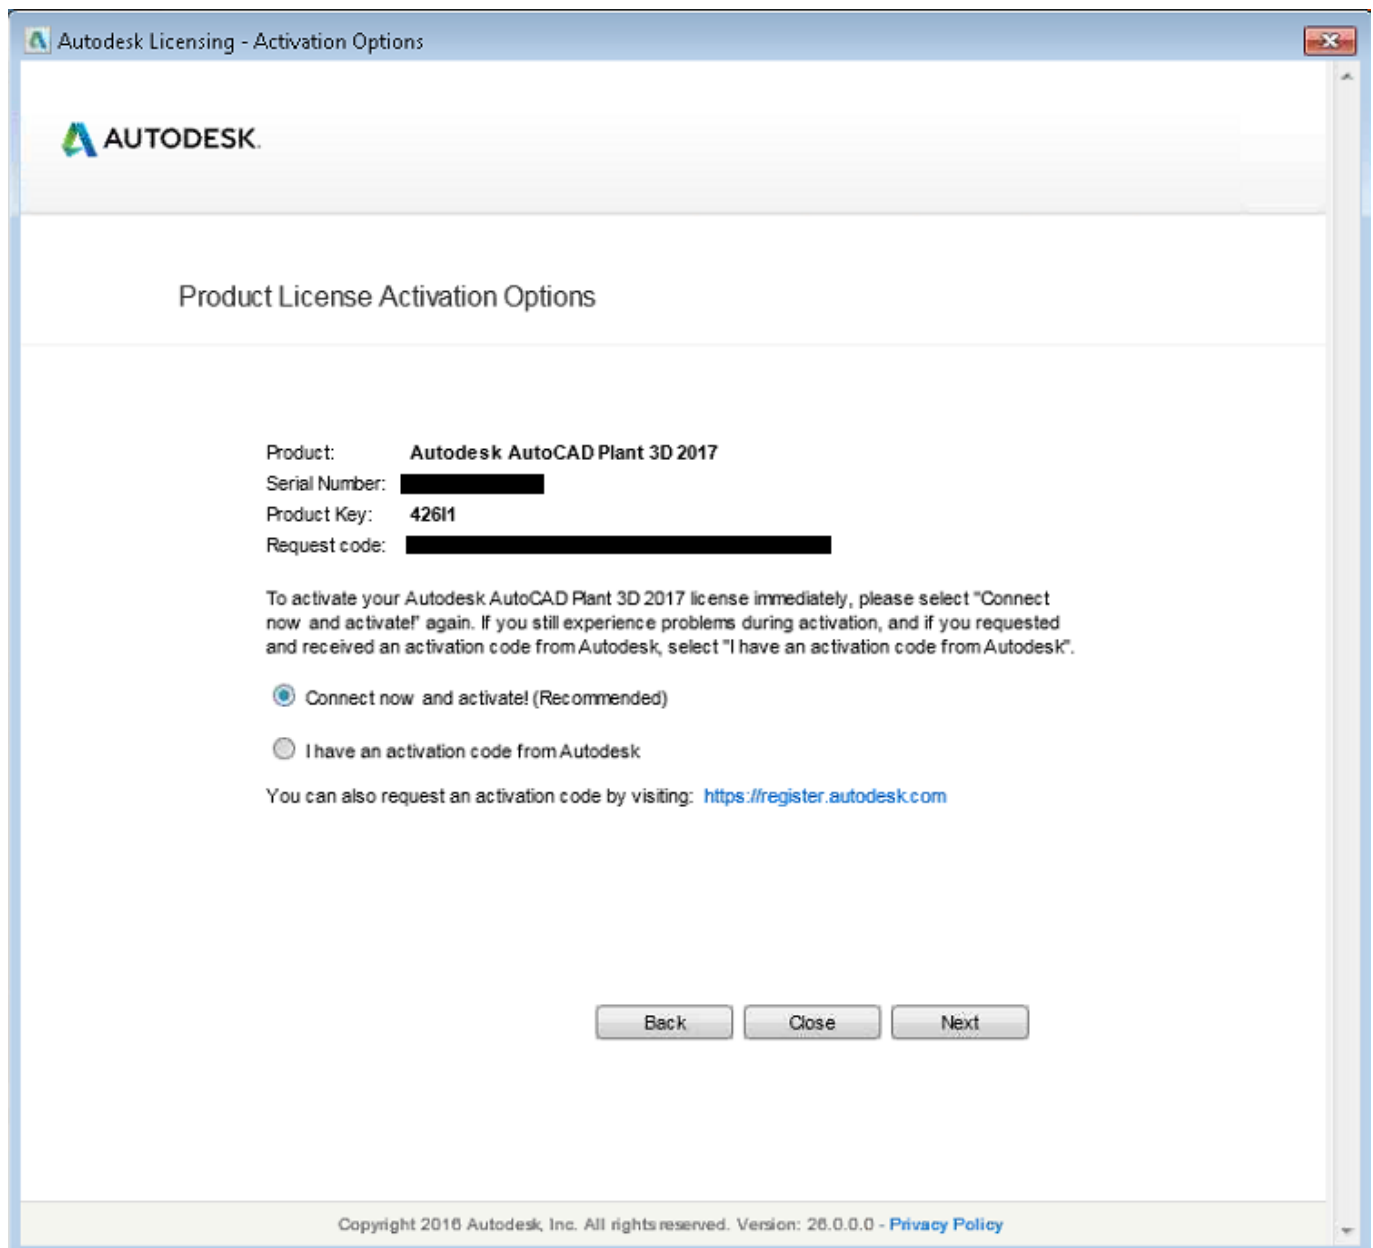 Autodesk Licensing - Activation Options
AUTODESK.
Product License Activation Options
Product: Autodesk AutoCAD Plant 3D 2017
Serial Number:
Product Key: 426I1
Request code:
To activate your Autodesk AutoCAD Plant 3D 2017 license immediately, please select "Connect
now and activate!" again. If you still experience problems during activation, and if you requested
and received an activation code from Autodesk, select "I have an activation code from Autodesk".
Connect now and activate! (Recommended)
I have an activation code from Autodesk
You can also request an activation code by visiting: https://register.autodesk.com
Back Close Next
Copyright 2016 Autodesk, Inc. All rights reserved. Version: 26.0.0.0 - Privacy Policy